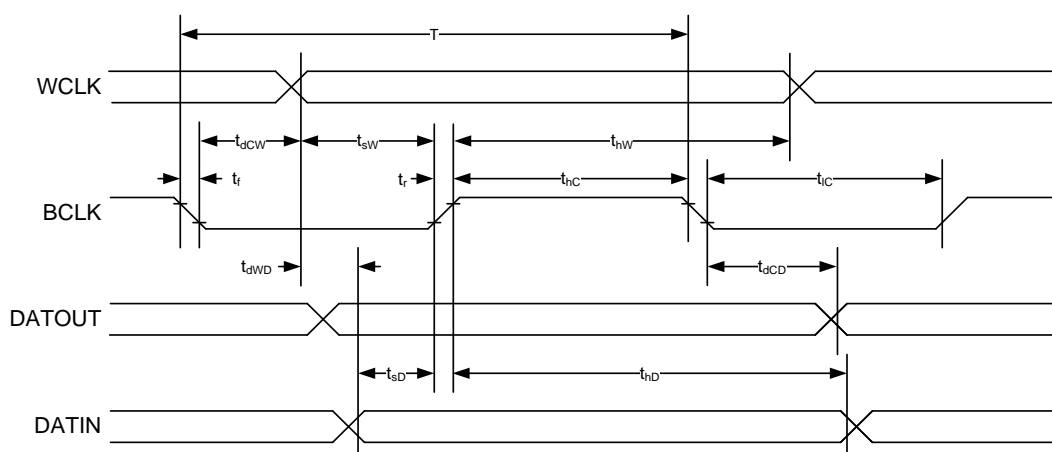 T
WCLK
tdCW tsW thW
tf tr thC tlC
BCLK
tdWD tdCD
DATOUT
tsD thD
DATIN